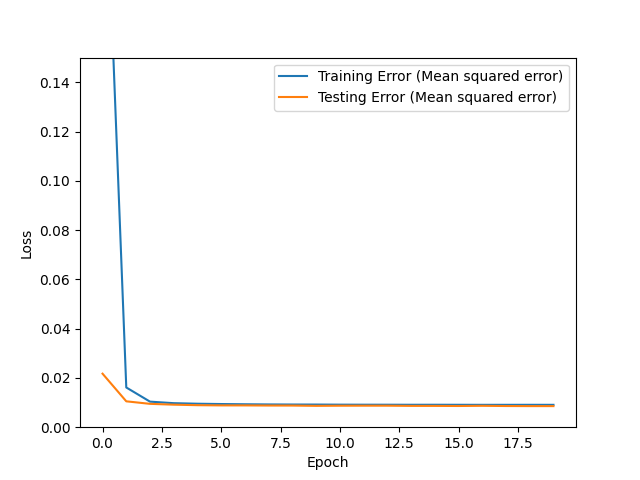 Training Error (Mean squared error)
Testing Error (Mean squared error)
0.14
0.12
0.10
0.08
0.06
0.04
0.02
0.00
Loss
0.0 2.5 5.0 7.5 10.0 12.5 15.0 17.5
Epoch